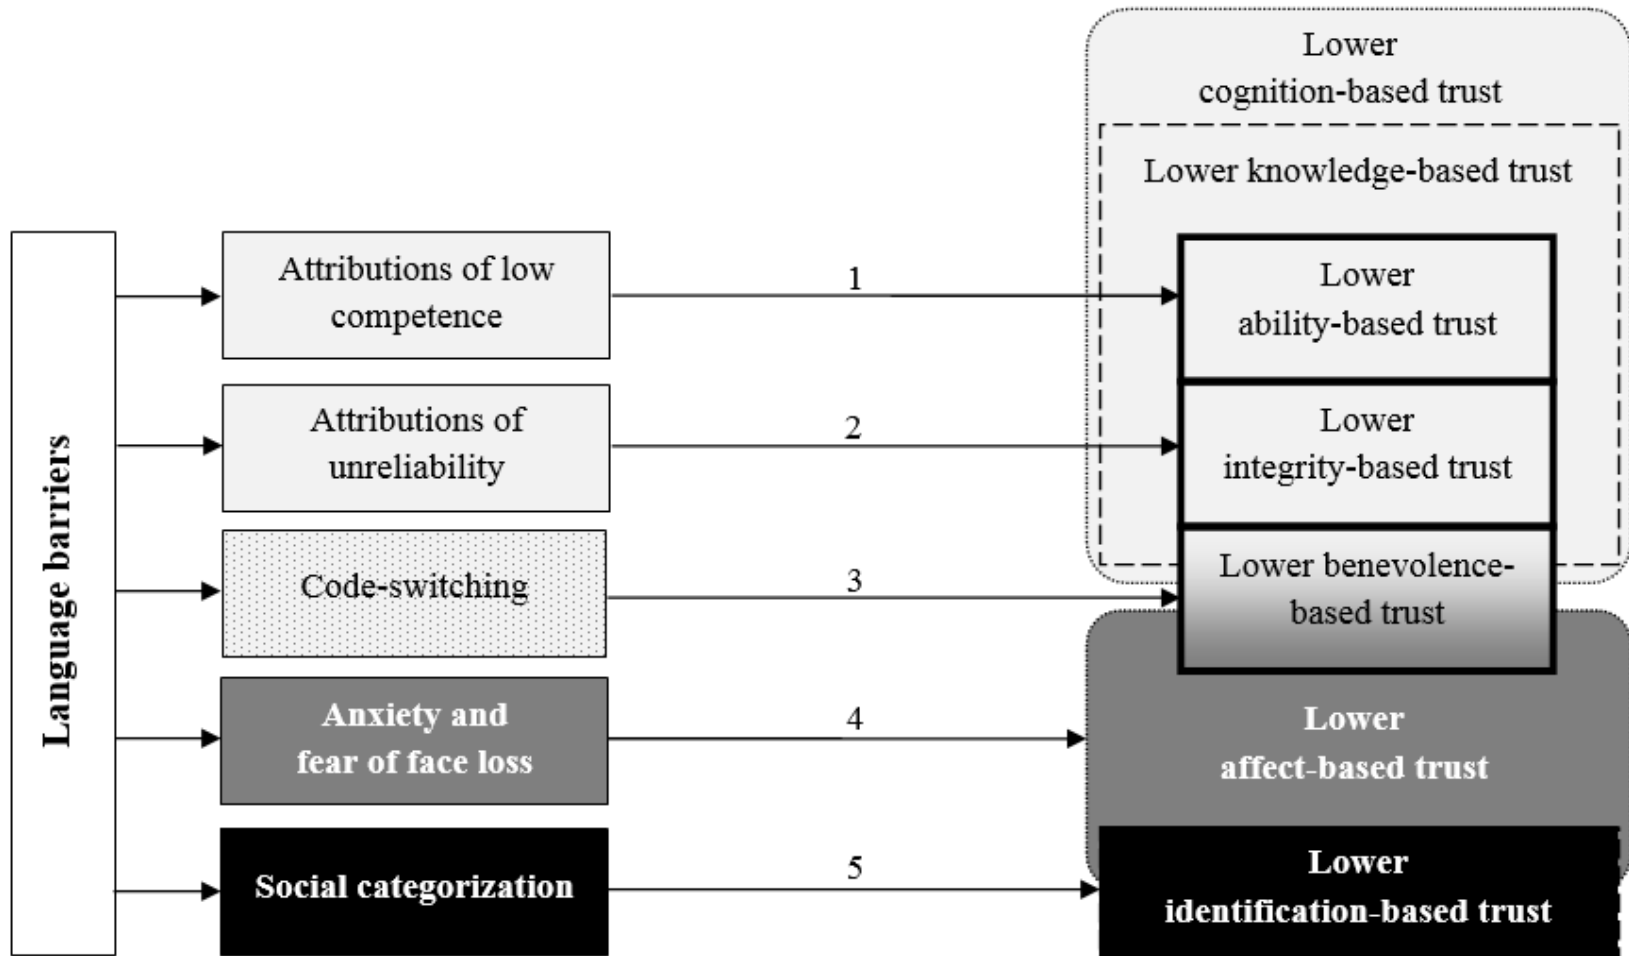 Lower
cognition-based trust
Lower knowledge-based trust
Language barriers
Attributions of low
competence
1
Lower
ability-based trust
Attributions of
unreliability
2
Lower
integrity-based trust
Code-switching
3
Lower benevolence-
based trust
Anxiety and
fear of face loss
4
Lower
affect-based trust
Social categorization
5
Lower
identification-based trust